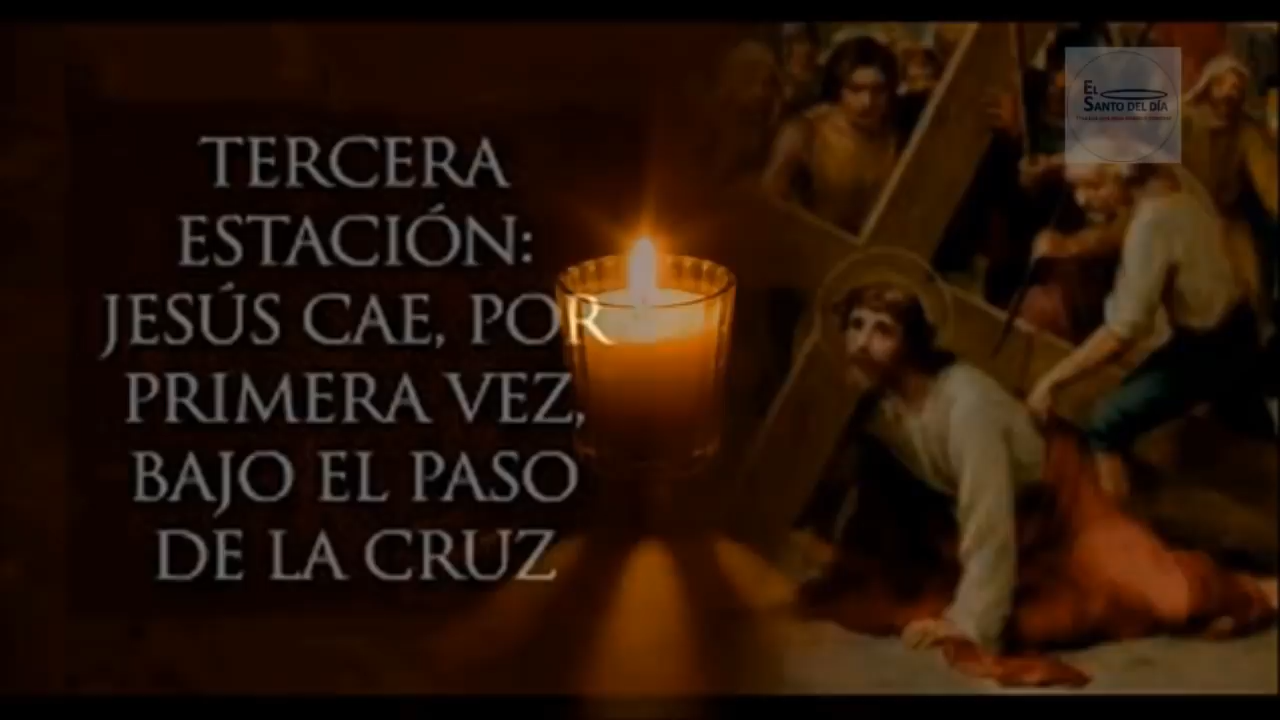 TERCERA
ESTACIÓN:
JESÚS CAE, POR
PRIMERA VEZ,
BAJO EL PASO
DE LA CRUZ
EL
SANTO DEL DÍA